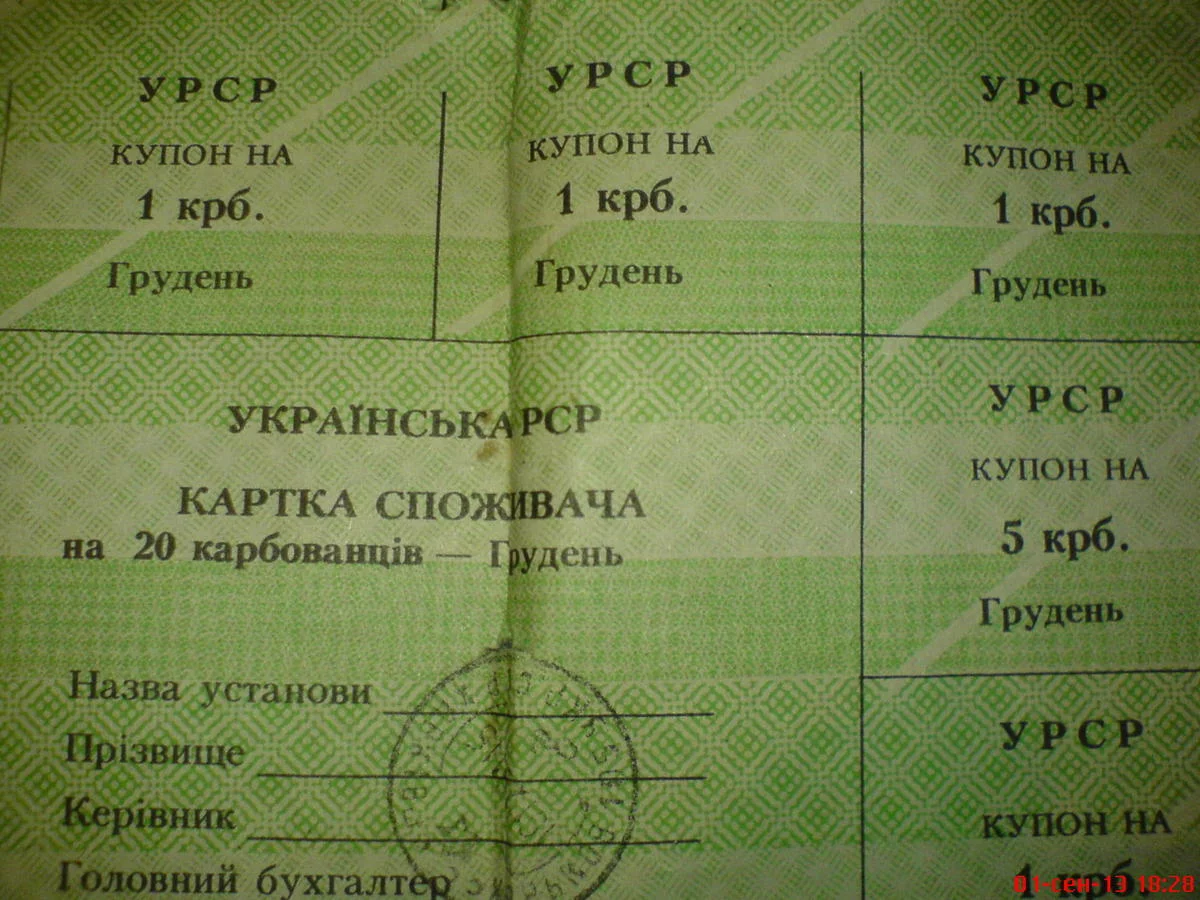 УРСР
КУПОН НА
1 крб.
Грудень
УРСР
КУПОН НА
1 крб.
Грудень
УРСР
КУПОН НА
1 крб.
Грудень
УКРАЇНСЬКА РСР
КАРТКА СПОЖИВАЧА
на 20 карбованців — Грудень
Назва установи
Прізвище
Керівник
Головний бухгалтер
УРСР
КУПОН НА
5 крб.
Грудень
УРСР
КУПОН НА
1 крб.
01-сен-13 18:28